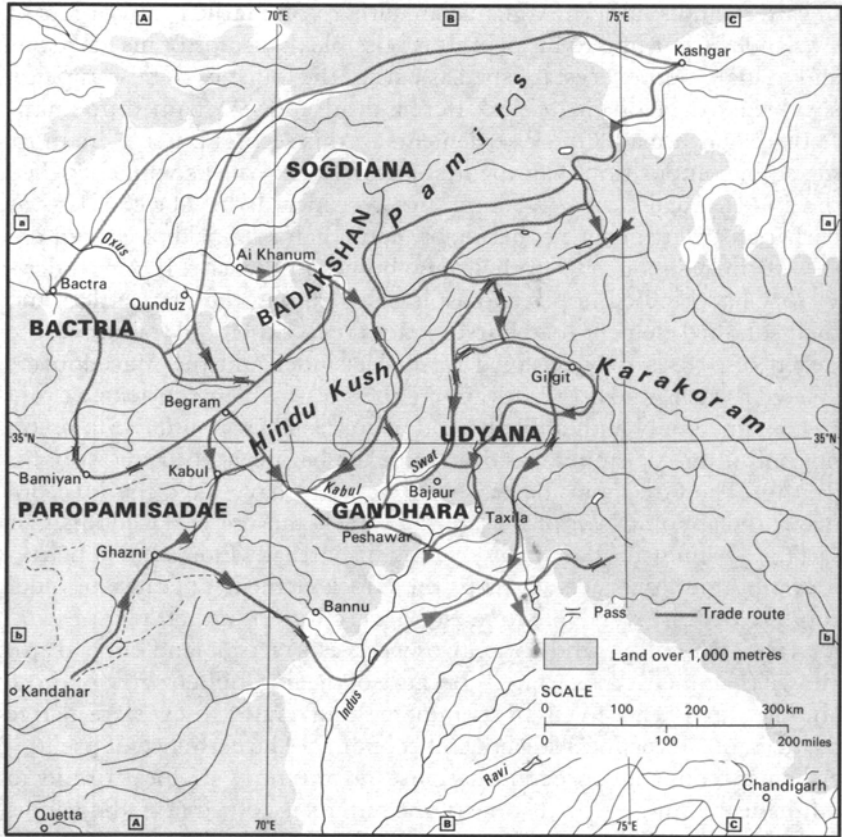 A
70°E
B
75°E
C
Kashgar
Pamirs
SOGDIANA
a
a
Oxus
Ai Khanum
BADAKSHAN
Bactra
Qunduz
BACTRIA
Gilgit
Karakoram
Begram
Hindu Kush
35°N
UDYANA
35°N
Bamiyan
Kabul
Swat
Kabul
Bajaur
PAROPAMISADAE
GANDHARA
Taxila
Peshawar
Ghazni
Bannu
Pass
Trade route
b
b
Land over 1,000 metres
Kandahar
SCALE
Indus
0 100 200 300km
0 100 200 miles
Ravi
Chandigarh
Quetta
A
70°E
B
75°E
C